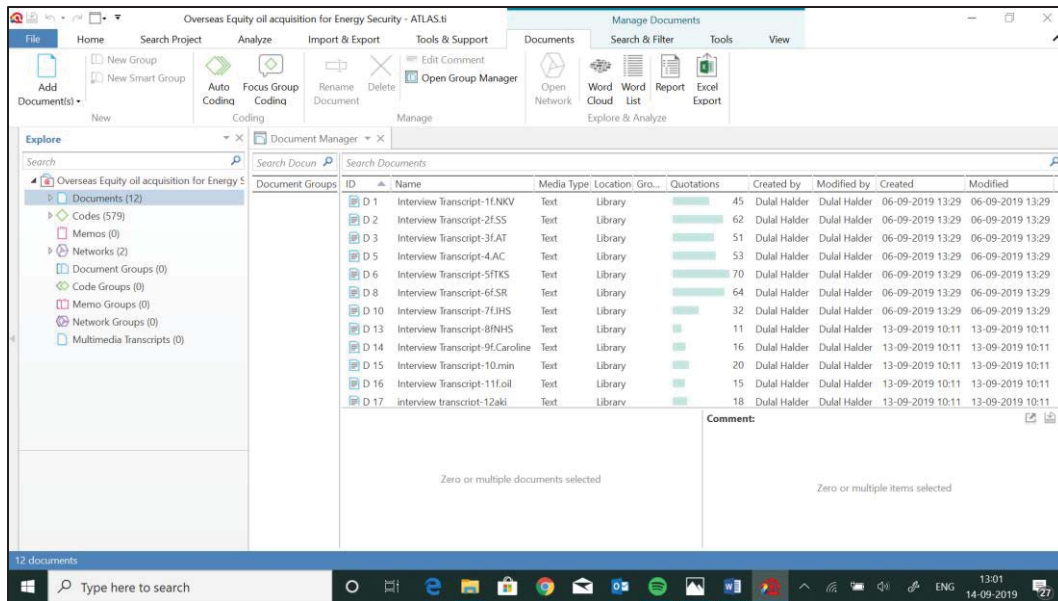 Overseas Equity oil acquisition for Energy Security - ATLAS.ti
Manage Documents
File Home Search Project Analyze Import & Export Tools & Support Documents Search & Filter Tools View
Add Document(s)
New Group
New Smart Group
New
Auto Coding
Focus Group Coding
Coding
Rename Document
Delete
Edit Comment
Open Group Manager
Manage
Open Network
Word Cloud
Word List
Report
Excel Export
Explore & Analyze
Explore
Search
Overseas Equity oil acquisition for Energy S
Documents (12)
Codes (579)
Memos (0)
Networks (2)
Document Groups (0)
Code Groups (0)
Memo Groups (0)
Network Groups (0)
Multimedia Transcripts (0)
Document Manager
Search Docun Search Documents
Document Groups ID Name Media Type Location Gro... Quotations Created by Modified by Created Modified
D 1 Interview Transcript-1f.NKV Text Library 45 Dulal Halder Dulal Halder 06-09-2019 13:29 06-09-2019 13:29
D 2 Interview Transcript-2f.SS Text Library 62 Dulal Halder Dulal Halder 06-09-2019 13:29 06-09-2019 13:29
D 3 Interview Transcript-3f.AT Text Library 51 Dulal Halder Dulal Halder 06-09-2019 13:29 06-09-2019 13:29
D 5 Interview Transcript-4.AC Text Library 53 Dulal Halder Dulal Halder 06-09-2019 13:29 06-09-2019 13:29
D 6 Interview Transcript-5fTKS Text Library 70 Dulal Halder Dulal Halder 06-09-2019 13:29 06-09-2019 13:29
D 8 Interview Transcript-6f.SR Text Library 64 Dulal Halder Dulal Halder 06-09-2019 13:29 06-09-2019 13:29
D 10 Interview Transcript-7f.IHS Text Library 32 Dulal Halder Dulal Halder 06-09-2019 13:29 06-09-2019 13:29
D 13 Interview Transcript-8fNHS Text Library 11 Dulal Halder Dulal Halder 13-09-2019 10:11 13-09-2019 10:11
D 14 Interview Transcript-9f.Caroline Text Library 16 Dulal Halder Dulal Halder 13-09-2019 10:11 13-09-2019 10:11
D 15 Interview Transcript-10.min Text Library 20 Dulal Halder Dulal Halder 13-09-2019 10:11 13-09-2019 10:11
D 16 Interview Transcript-11f.oil Text Library 15 Dulal Halder Dulal Halder 13-09-2019 10:11 13-09-2019 10:11
D 17 interview transcript-12aki Text Library 18 Dulal Halder Dulal Halder 13-09-2019 10:11 13-09-2019 10:11
Comment:
Zero or multiple documents selected
Zero or multiple items selected
12 documents
Type here to search
ENG
13:01
14-09-2019
27